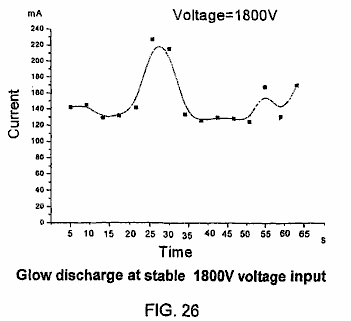 mA
Voltage=1800V
240
220
200
180
160
140
120
100
80
60
40
20
0
Current
5 10 15 20 25 30 35 40 45 50 55 60 65 s
Time
Glow discharge at stable 1800V voltage input
FIG. 26